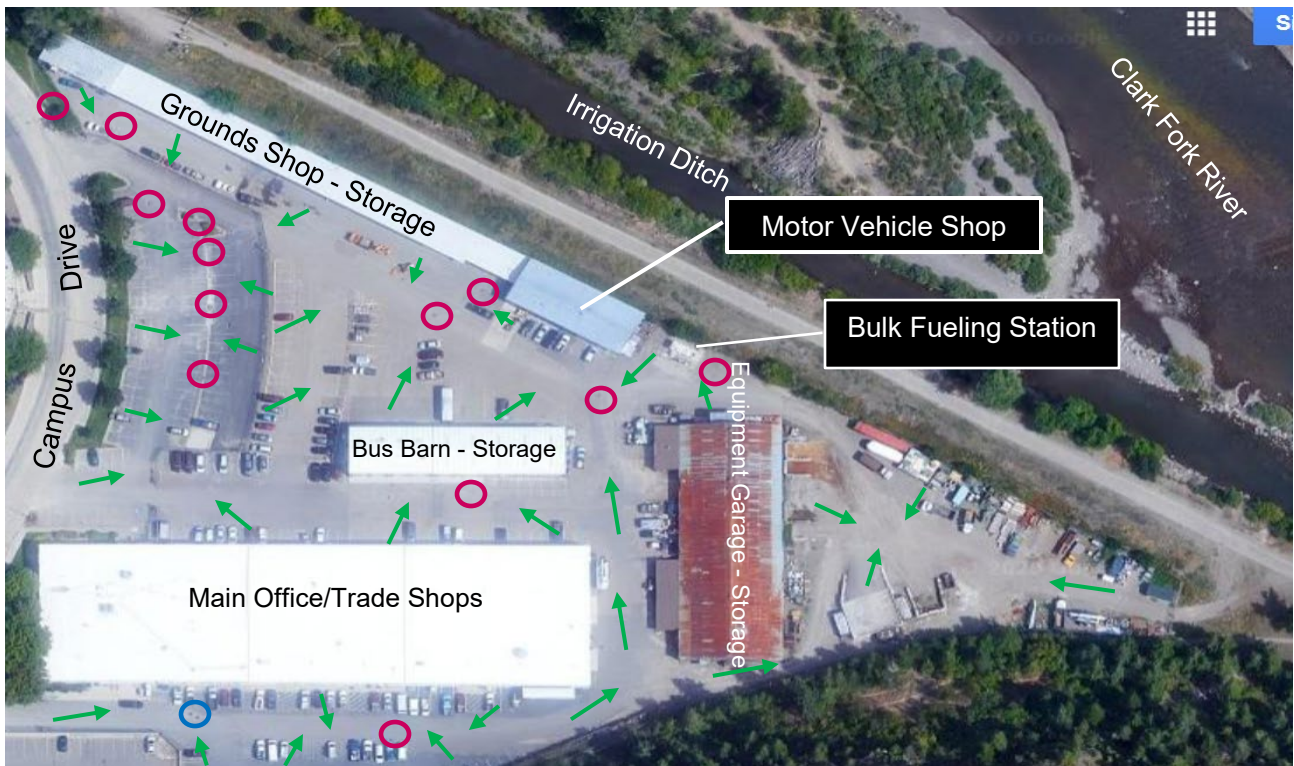 Clark Fork River
Irrigation Ditch
Grounds Shop - Storage
Motor Vehicle Shop
Drive
Bulk Fueling Station
Campus
Equipment Garage - Storage
Bus Barn - Storage
Main Office/Trade Shops